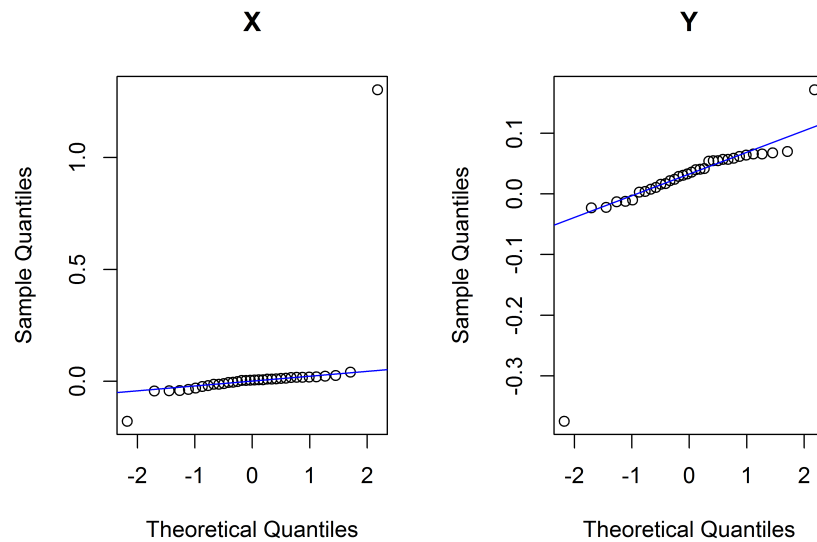 X
Sample Quantiles
1.0
0.5
0.0
-2 -1 0 1 2
Theoretical Quantiles
Y
Sample Quantiles
0.1
0.0
-0.1
-0.2
-0.3
-2 -1 0 1 2
Theoretical Quantiles